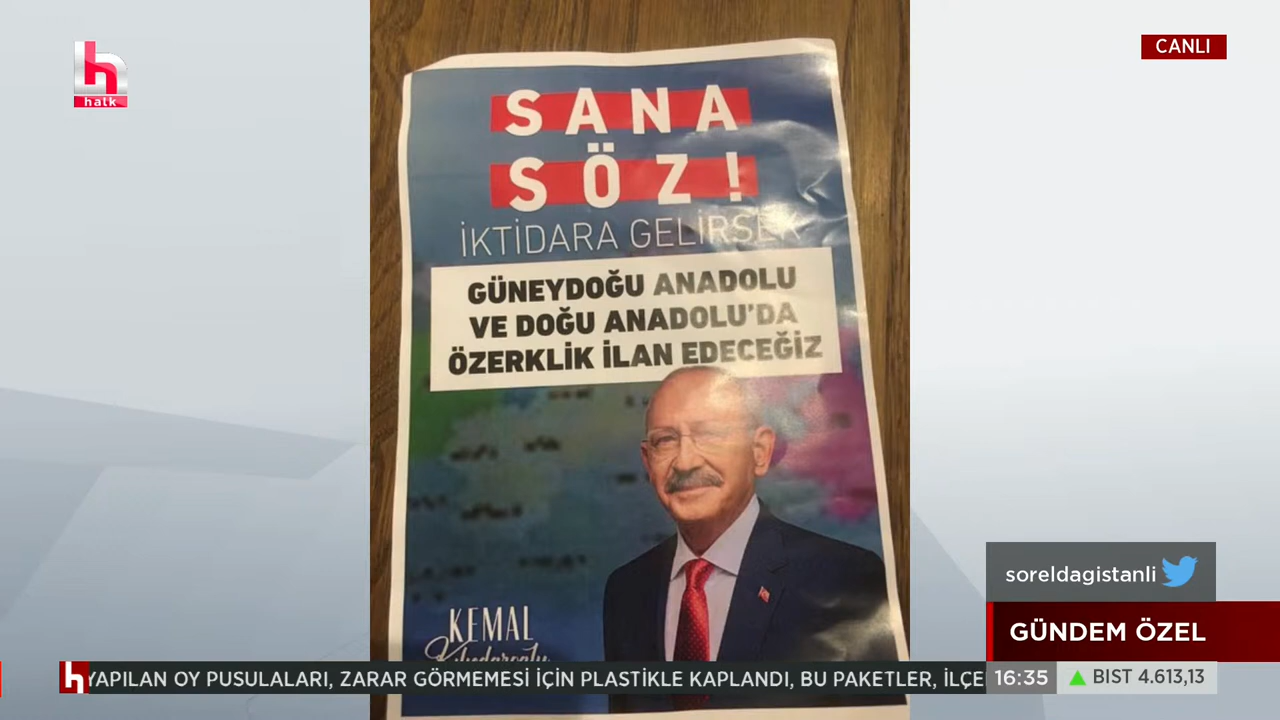 halk
CANLI
SANA
SÖZ!
İKTİDARA GELİRSEK
GÜNEYDOĞU ANADOLU
VE DOĞU ANADOLU'DA
ÖZERKLİK İLAN EDECEĞİZ
KEMAL
Kılıçdaroğlu
soreldagistanli
GÜNDEM ÖZEL
YAPILAN OY PUSULALARI, ZARAR GÖRMEMESİ İÇİN PLASTİKLE KAPLANDI, BU PAKETLER, İLÇE
16:35
BIST 4.613,13